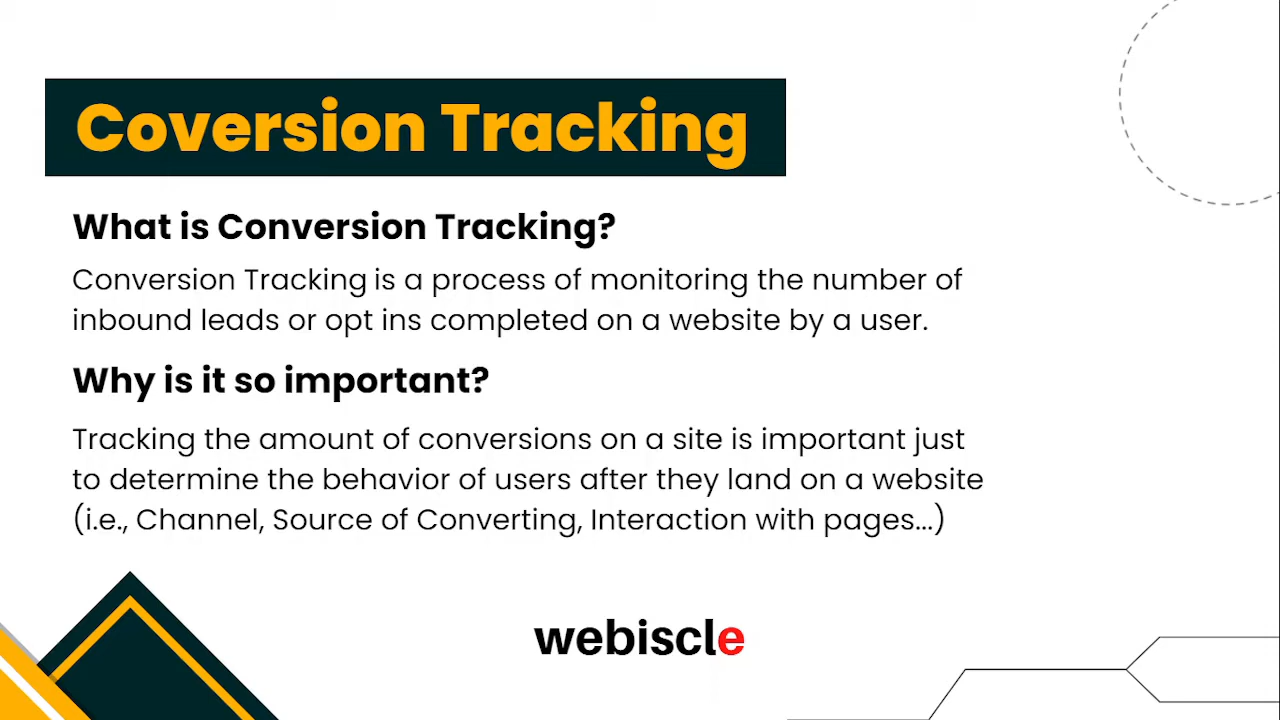 Coversion Tracking
What is Conversion Tracking?
Conversion Tracking is a process of monitoring the number of
inbound leads or opt ins completed on a website by a user.
Why is it so important?
Tracking the amount of conversions on a site is important just
to determine the behavior of users after they land on a website
(i.e., Channel, Source of Converting, Interaction with pages...)
webiscle